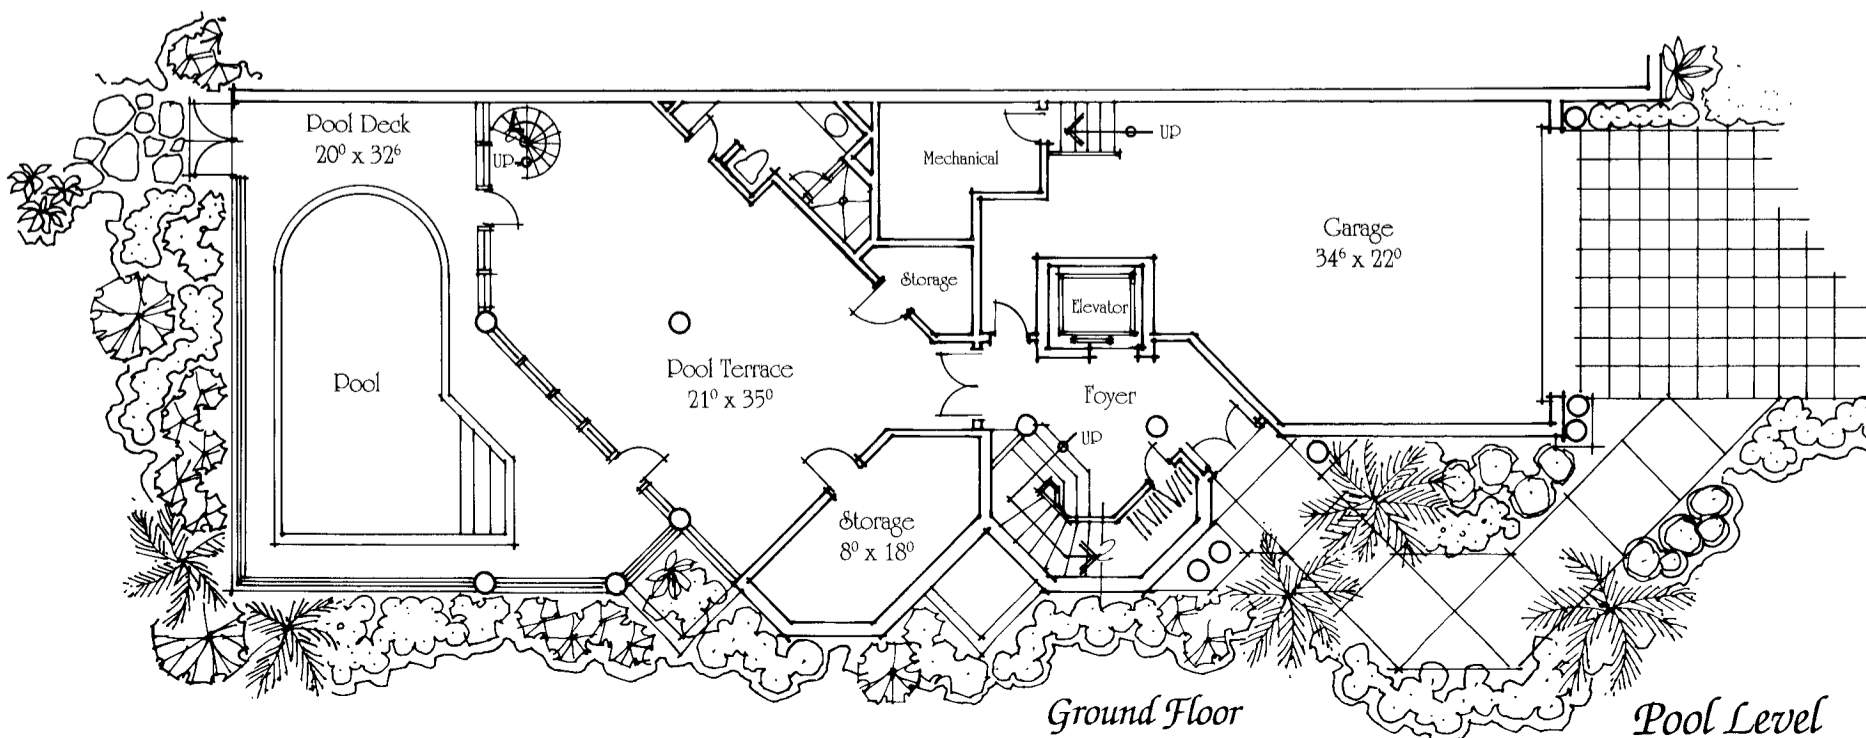 Pool Deck
20⁰ x 32⁶
UP
Mechanical
UP
Garage
34⁶ x 22⁰
Storage
Elevator
Pool
Pool Terrace
21⁰ x 35⁰
Foyer
UP
Storage
8⁰ x 18⁰
Ground Floor
Pool Level